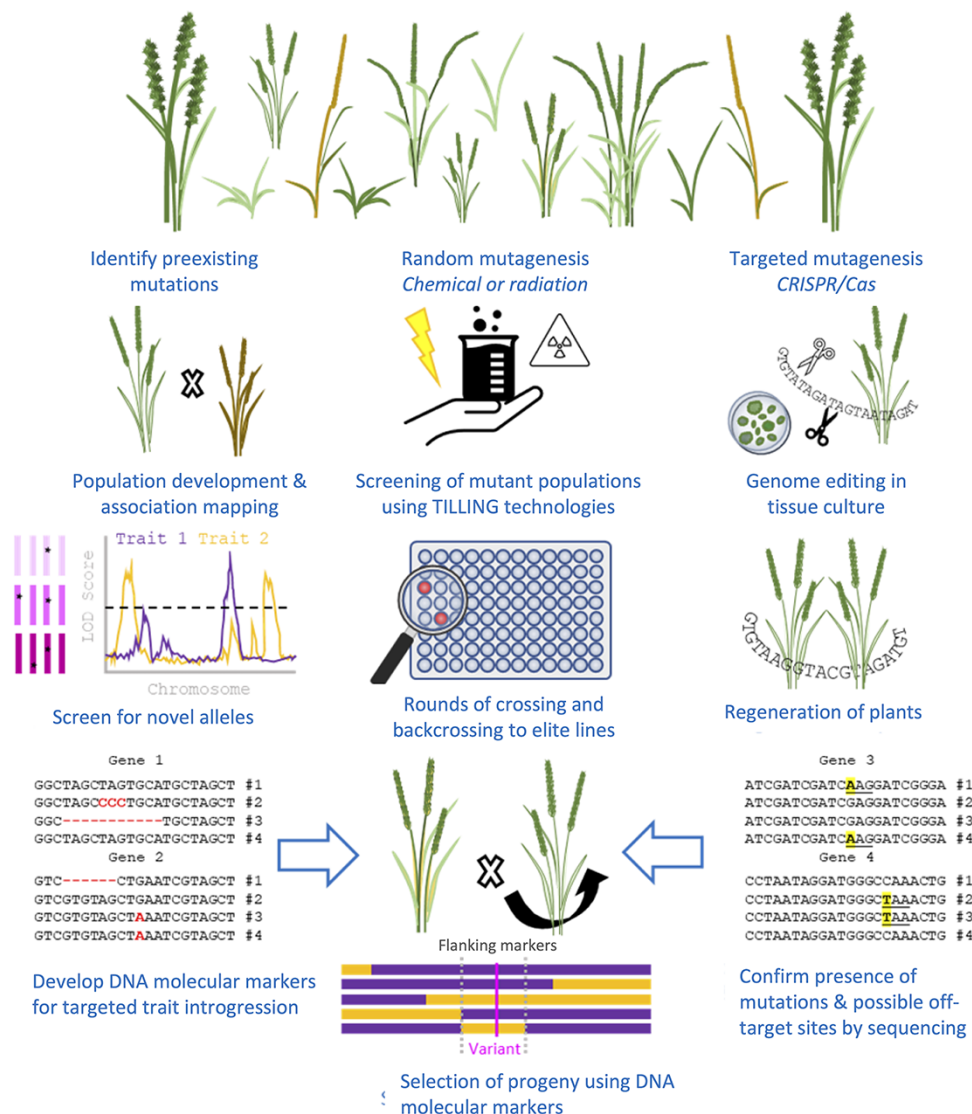 Identify preexisting
mutations
Random mutagenesis
Chemical or radiation
Targeted mutagenesis
CRISPR/Cas
GTGTATAGATAGTAATAGAT
Population development &
association mapping
Screening of mutant populations
using TILLING technologies
Genome editing in
tissue culture
Trait 1 Trait 2
LOD Score
Chromosome
GTGTAAGGTACGTAGATGT
Screen for novel alleles
Rounds of crossing and
backcrossing to elite lines
Regeneration of plants
Gene 1
GGCTAGCTAGTGCATGCTAGCT #1
GGCTAGCCCCTGCATGCTAGCT #2
GGC------------TGCTAGCT #3
GGCTAGCTAGTGCATGCTAGCT #4
Gene 2
GTC------CTGAATCGTAGCT #1
GTCGTGTAGCTGAATCGTAGCT #2
GTCGTGTAGCTAAATCGTAGCT #3
GTCGTGTAGCTAAATCGTAGCT #4
Gene 3
ATCGATCGATCAAGGATCGGGA #1
ATCGATCGATCGAGGATCGGGA #2
ATCGATCGATCGAGGATCGGGA #3
ATCGATCGATCAAGGATCGGGA #4
Gene 4
CCTAATAGGATGGGCCAAACTG #1
CCTAATAGGATGGGCTAAACTG #2
CCTAATAGGATGGGCTAAACTG #3
CCTAATAGGATGGGCCAAACTG #4
Develop DNA molecular markers
for targeted trait introgression
Flanking markers
Variant
Confirm presence of
mutations & possible off-
target sites by sequencing
Selection of progeny using DNA
molecular markers